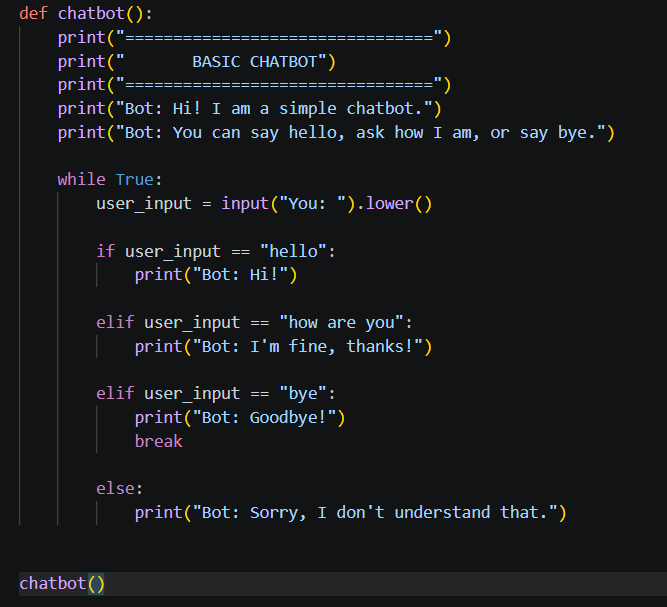 def chatbot():
    print("================================")
    print("       BASIC CHATBOT")
    print("================================")
    print("Bot: Hi! I am a simple chatbot.")
    print("Bot: You can say hello, ask how I am, or say bye.")

    while True:
        user_input = input("You: ").lower()

        if user_input == "hello":
            print("Bot: Hi!")

        elif user_input == "how are you":
            print("Bot: I'm fine, thanks!")

        elif user_input == "bye":
            print("Bot: Goodbye!")
            break

        else:
            print("Bot: Sorry, I don't understand that.")


chatbot()